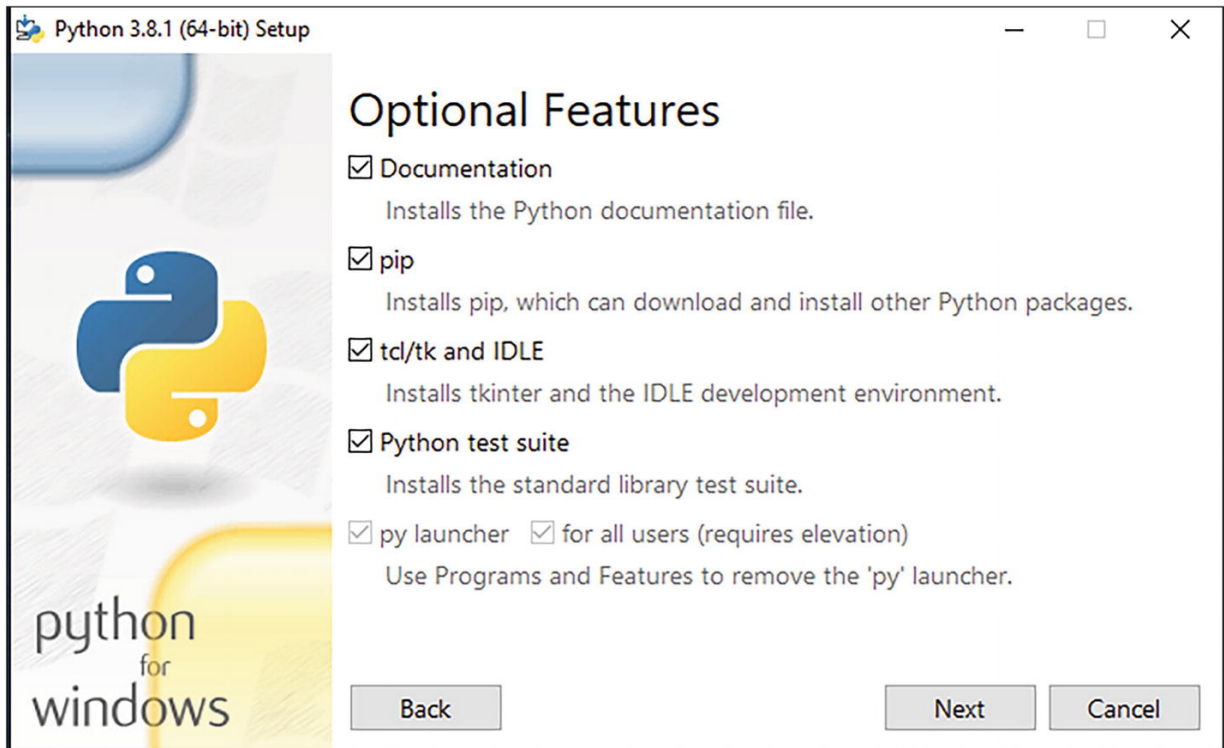 Python 3.8.1 (64-bit) Setup
Optional Features
Documentation
Installs the Python documentation file.
pip
Installs pip, which can download and install other Python packages.
tcl/tk and IDLE
Installs tkinter and the IDLE development environment.
Python test suite
Installs the standard library test suite.
py launcher for all users (requires elevation)
Use Programs and Features to remove the 'py' launcher.
python
for
windows
Back Next Cancel